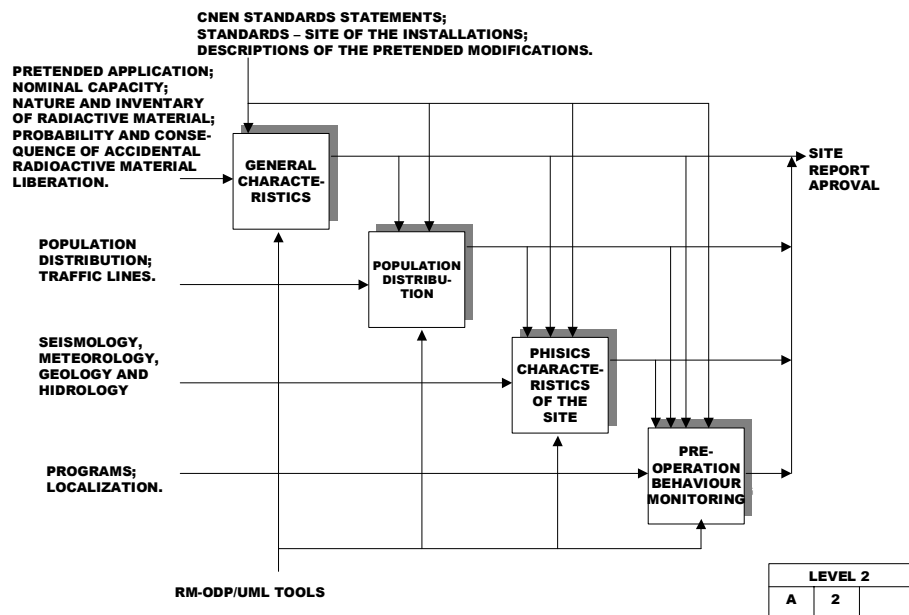 CNEN STANDARDS STATEMENTS;
STANDARDS – SITE OF THE INSTALLATIONS;
DESCRIPTIONS OF THE PRETENDED MODIFICATIONS.
PRETENDED APPLICATION;
NOMINAL CAPACITY;
NATURE AND INVENTARY
OF RADIACTIVE MATERIAL;
PROBABILITY AND CONSE-
QUENCE OF ACCIDENTAL
RADIOACTIVE MATERIAL
LIBERATION.
GENERAL
CHARACTE-
RISTICS
SITE
REPORT
APROVAL
POPULATION
DISTRIBUTION;
TRAFFIC LINES.
POPULATION
DISTRIBU-
TION
SEISMOLOGY,
METEOROLOGY,
GEOLOGY AND
HIDROLOGY
PHISICS
CHARACTE-
RISTICS
OF THE
SITE
PROGRAMS;
LOCALIZATION.
PRE-
OPERATION
BEHAVIOUR
MONITORING
RM-ODP/UML TOOLS
LEVEL 2
A 2